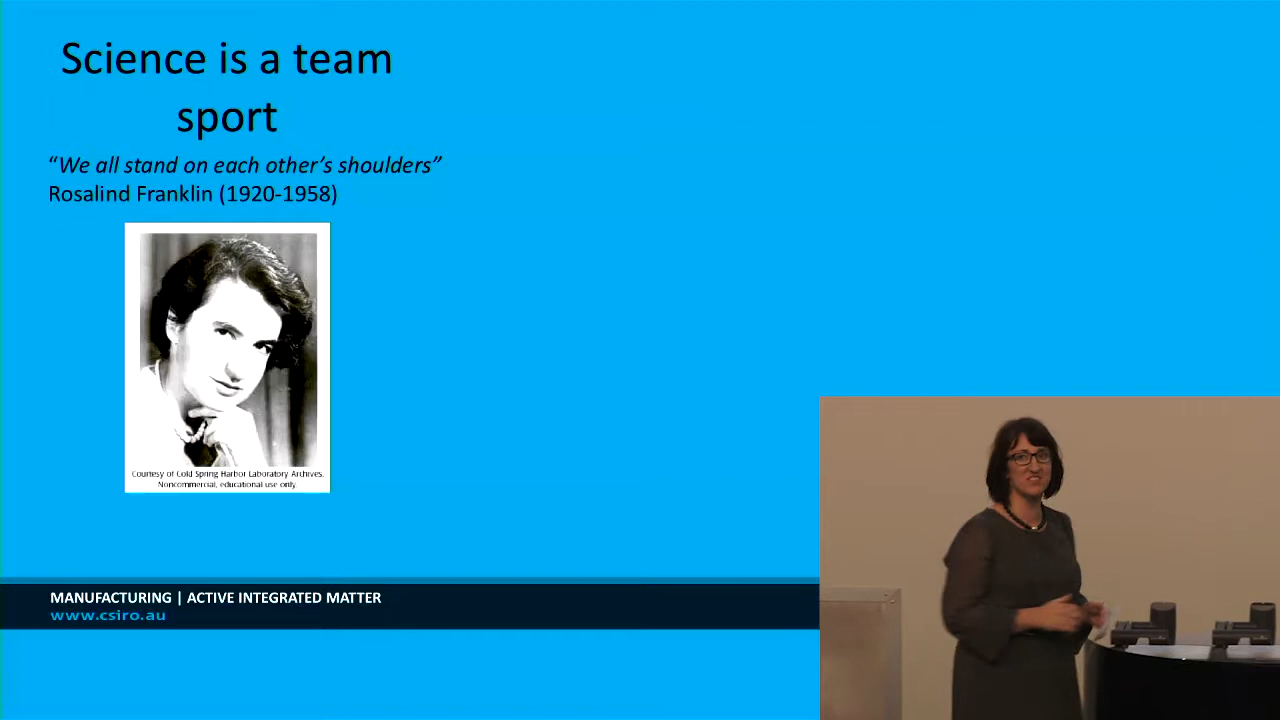 Science is a team
sport
“We all stand on each other’s shoulders”
Rosalind Franklin (1920-1958)
Courtesy of Cold Spring Harbor Laboratory Archives.
Noncommercial, educational use only.
MANUFACTURING | ACTIVE INTEGRATED MATTER
www.csiro.au